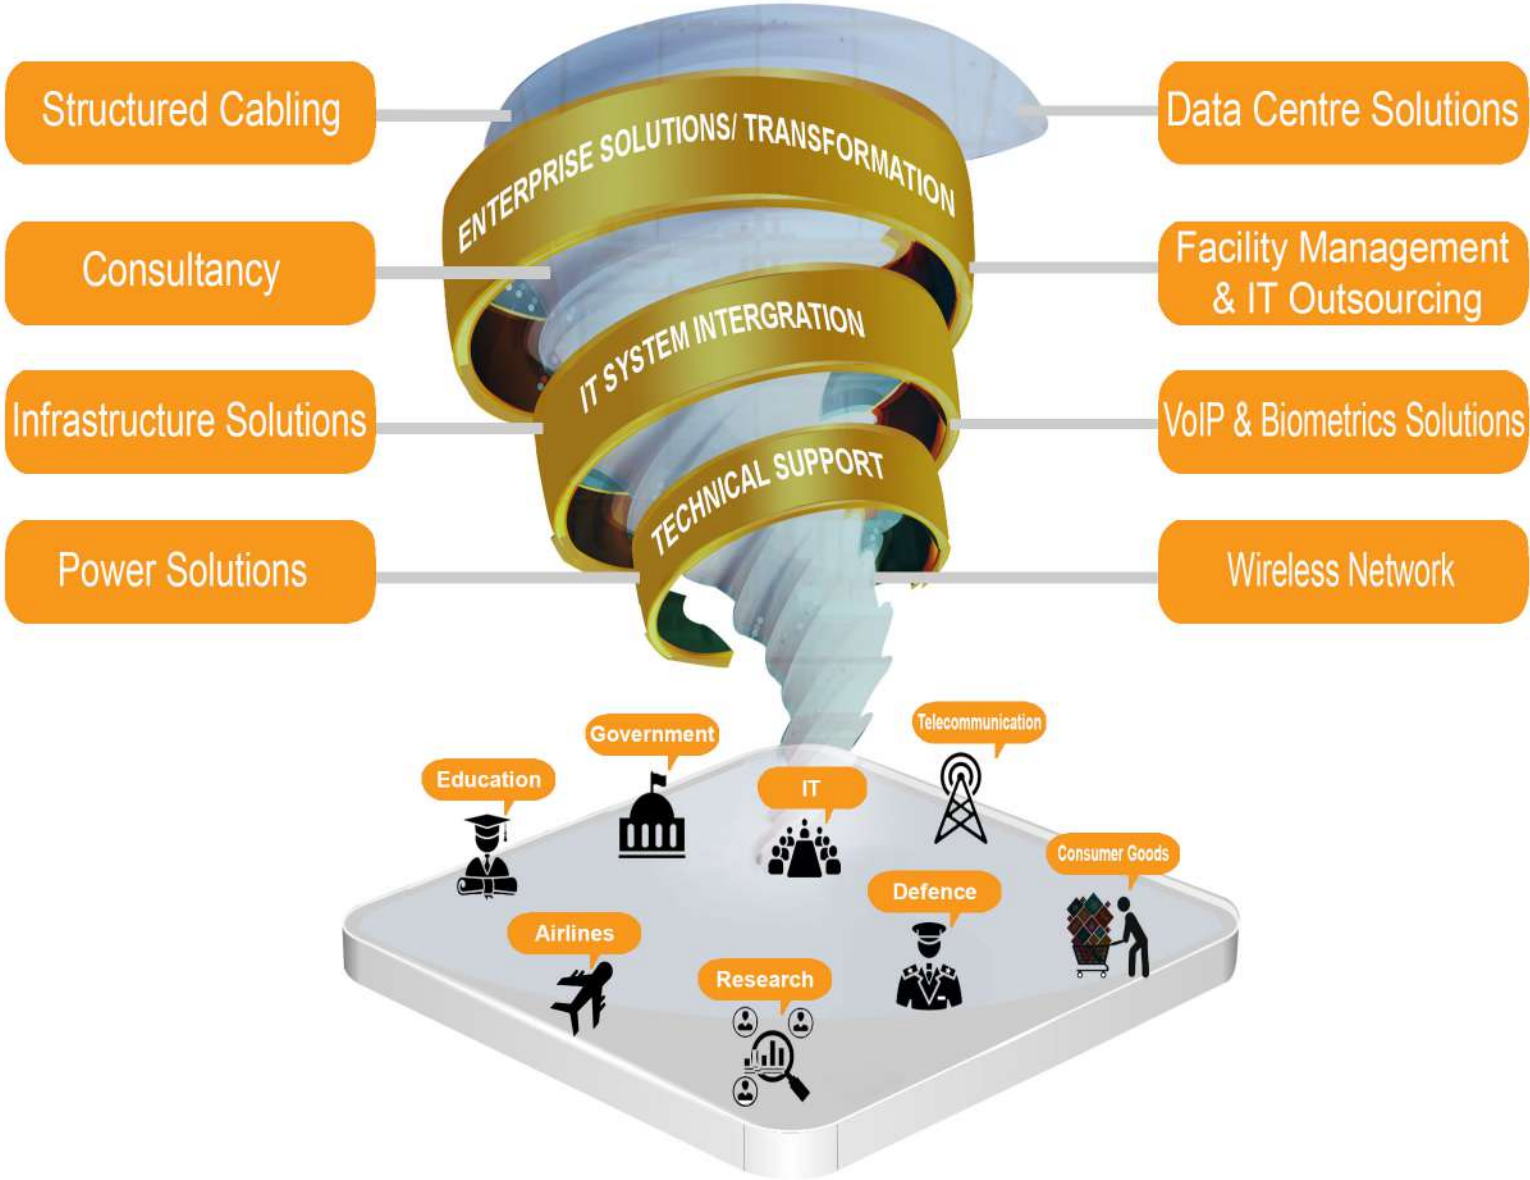 Structured Cabling
Data Centre Solutions
ENTERPRISE SOLUTIONS/ TRANSFORMATION
Consultancy
Facility Management
& IT Outsourcing
IT SYSTEM INTERGRATION
Infrastructure Solutions
VoIP & Biometrics Solutions
TECHNICAL SUPPORT
Power Solutions
Wireless Network
Telecommunication
Government
Education
IT
Consumer Goods
Defence
Airlines
Research